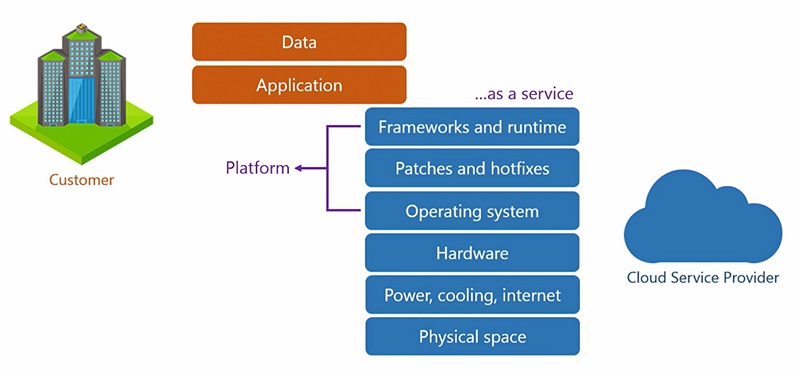 Data
Application
...as a service
Frameworks and runtime
Platform
Patches and hotfixes
Customer
Operating system
Hardware
Cloud Service Provider
Power, cooling, internet
Physical space